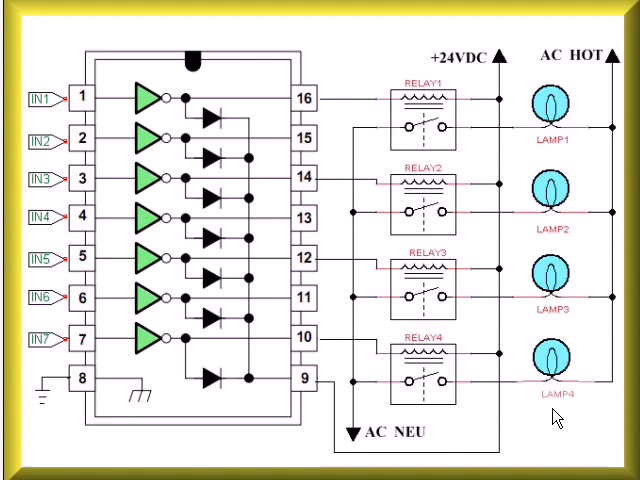 +24VDC AC HOT
RELAY1
IN1 1 16
LAMP1
IN2 2 15
RELAY2
IN3 3 14
IN4 4 13
LAMP2
RELAY3
IN5 5 12
IN6 6 11
LAMP3
IN7 7 10
RELAY4
8 9
LAMP4
AC NEU